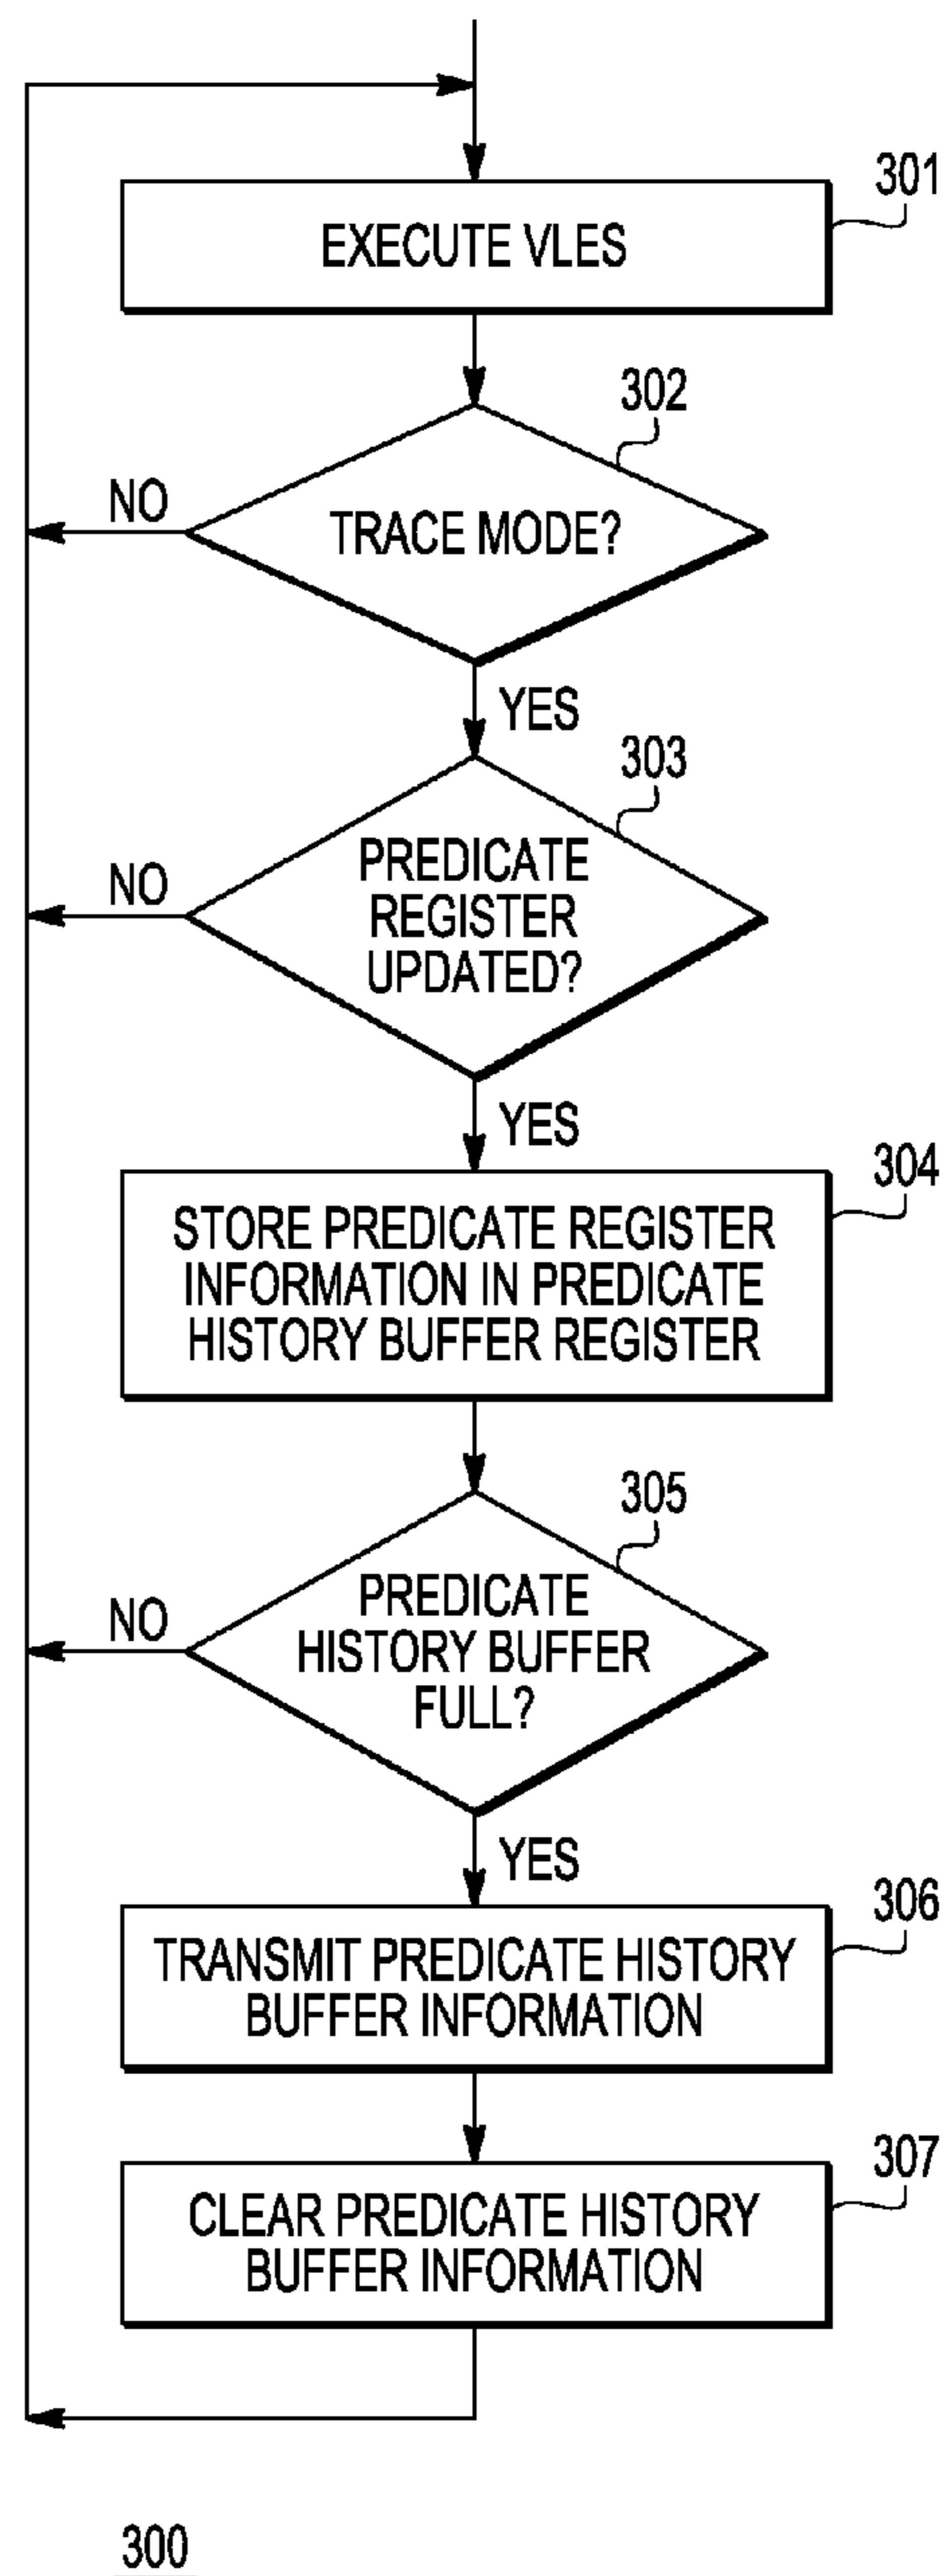 301
EXECUTE VLES
302
NO
TRACE MODE?
YES
303
NO
PREDICATE
REGISTER
UPDATED?
YES
304
STORE PREDICATE REGISTER
INFORMATION IN PREDICATE
HISTORY BUFFER REGISTER
305
NO
PREDICATE
HISTORY BUFFER
FULL?
YES
306
TRANSMIT PREDICATE HISTORY
BUFFER INFORMATION
307
CLEAR PREDICATE HISTORY
BUFFER INFORMATION
300